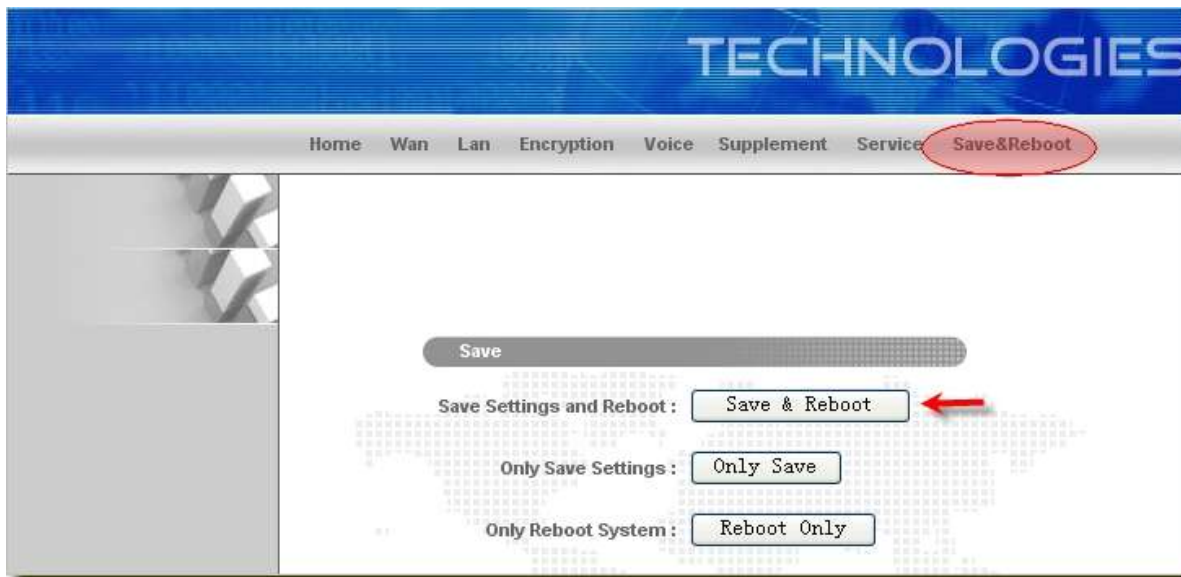 TECHNOLOGIES
Home Wan Lan Encryption Voice Supplement Service Save&Reboot
Save
Save Settings and Reboot : Save & Reboot
Only Save Settings : Only Save
Only Reboot System : Reboot Only